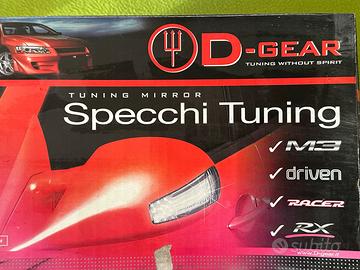 D-GEAR
TUNING WITHOUT SPIRIT
TUNING MIRROR
Specchi Tuning
M3
driven
RACER
RX
subito